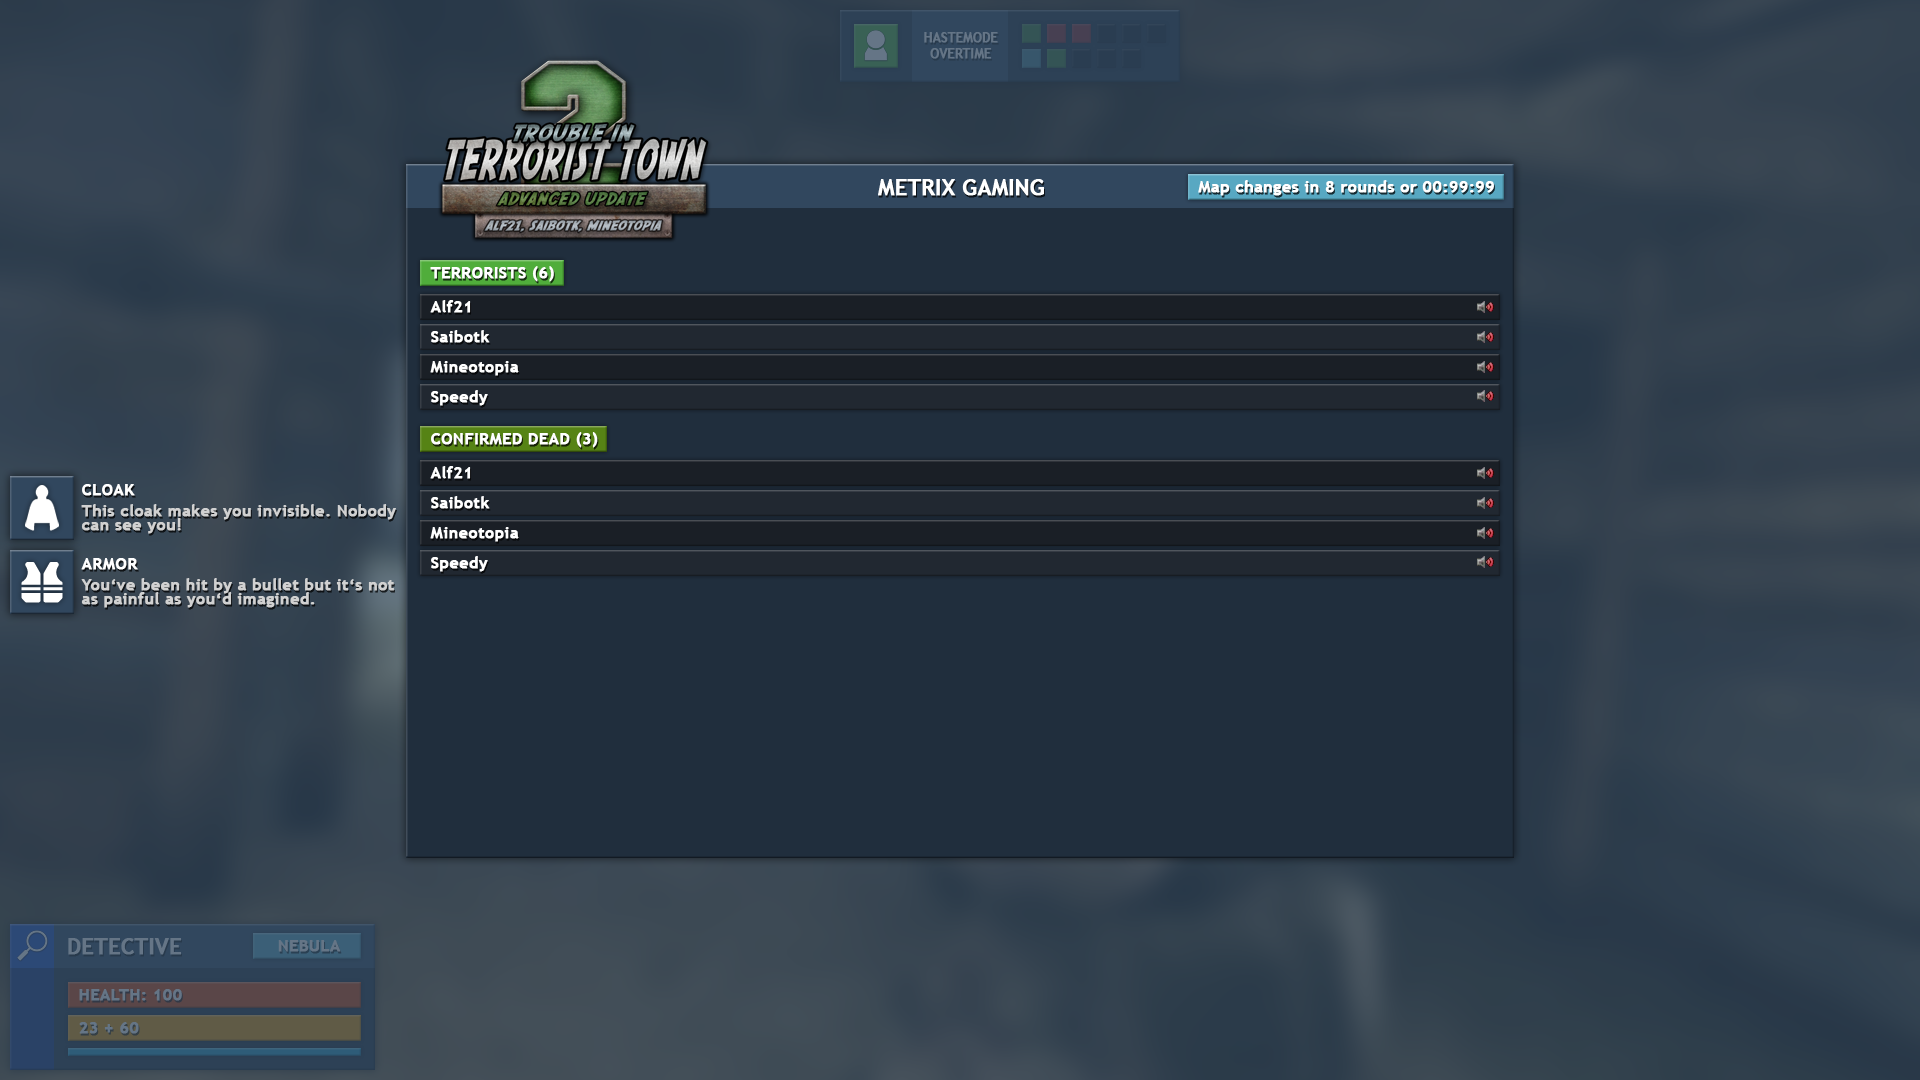 HASTEMODE
OVERTIME
2
TROUBLE IN
TERRORIST TOWN
ADVANCED UPDATE
ALF21, SAIBOTK, MINEOTOPIA
METRIX GAMING
Map changes in 8 rounds or 00:99:99
TERRORISTS (6)
Alf21
Saibotk
Mineotopia
Speedy
CONFIRMED DEAD (3)
Alf21
Saibotk
Mineotopia
Speedy
CLOAK
This cloak makes you invisible. Nobody
can see you!
ARMOR
You‘ve been hit by a bullet but it‘s not
as painful as you‘d imagined.
DETECTIVE
NEBULA
HEALTH: 100
23 + 60